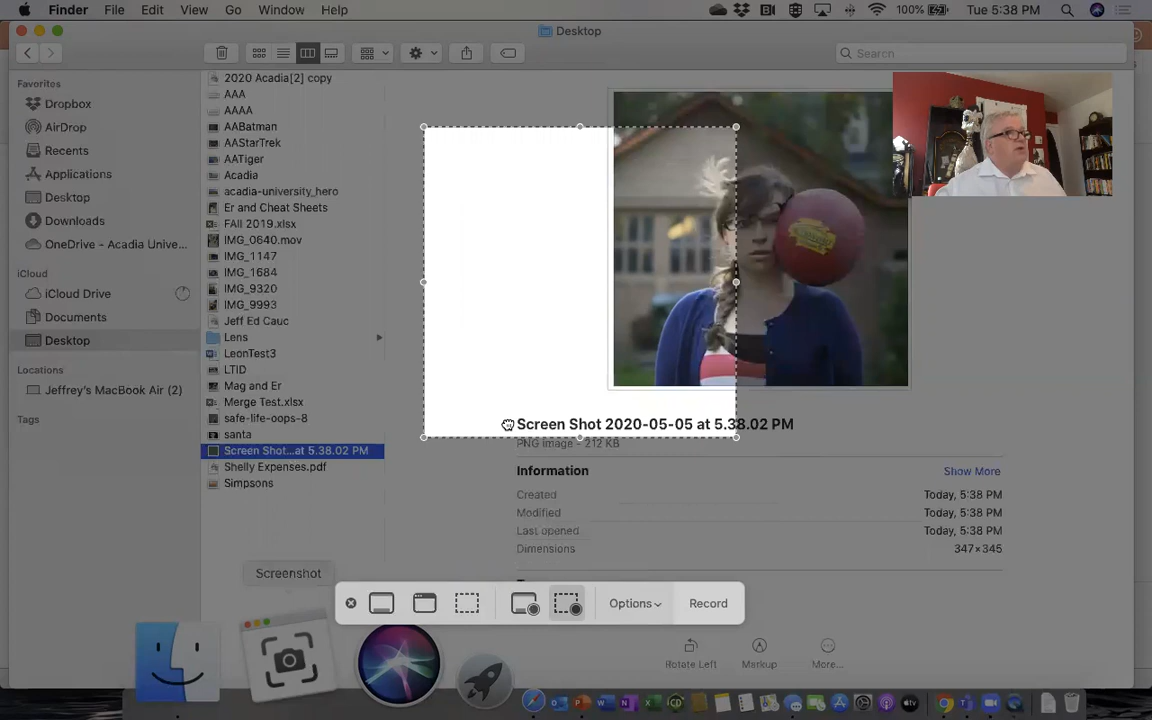 Finder File Edit View Go Window Help
100% Tue 5:38 PM
Desktop
Search
Favorites
Dropbox
AirDrop
Recents
Applications
Desktop
Downloads
OneDrive - Acadia Unive...
iCloud
iCloud Drive
Documents
Desktop
Locations
Jeffrey's MacBook Air (2)
Tags
2020 Acadia[2] copy
AAA
AAAA
AABatman
AAStarTrek
AATiger
Acadia
acadia-university_hero
Er and Cheat Sheets
FAll 2019.xlsx
IMG_0640.mov
IMG_1147
IMG_1684
IMG_9320
IMG_9993
Jeff Ed Cauc
Lens
LeonTest3
LTID
Mag and Er
Merge Test.xlsx
safe-life-oops-8
santa
Screen Shot...at 5.38.02 PM
Shelly Expenses.pdf
Simpsons
Screen Shot 2020-05-05 at 5.38.02 PM
PNG image - 212 KB
Information Show More
Created Today, 5:38 PM
Modified Today, 5:38 PM
Last opened Today, 5:38 PM
Dimensions 347×345
Screenshot
Options Record
Rotate Left Markup More...